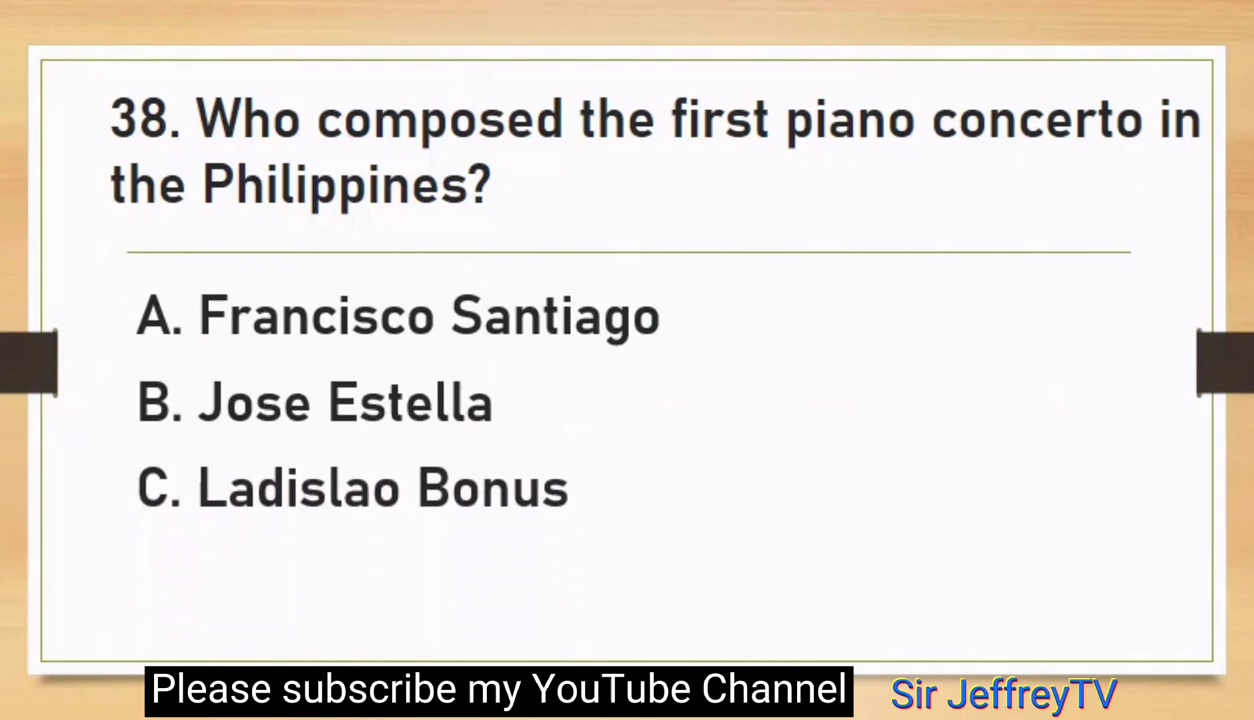 38. Who composed the first piano concerto in
the Philippines?
A. Francisco Santiago
B. Jose Estella
C. Ladislao Bonus
Please subscribe my YouTube Channel
Sir JeffreyTV